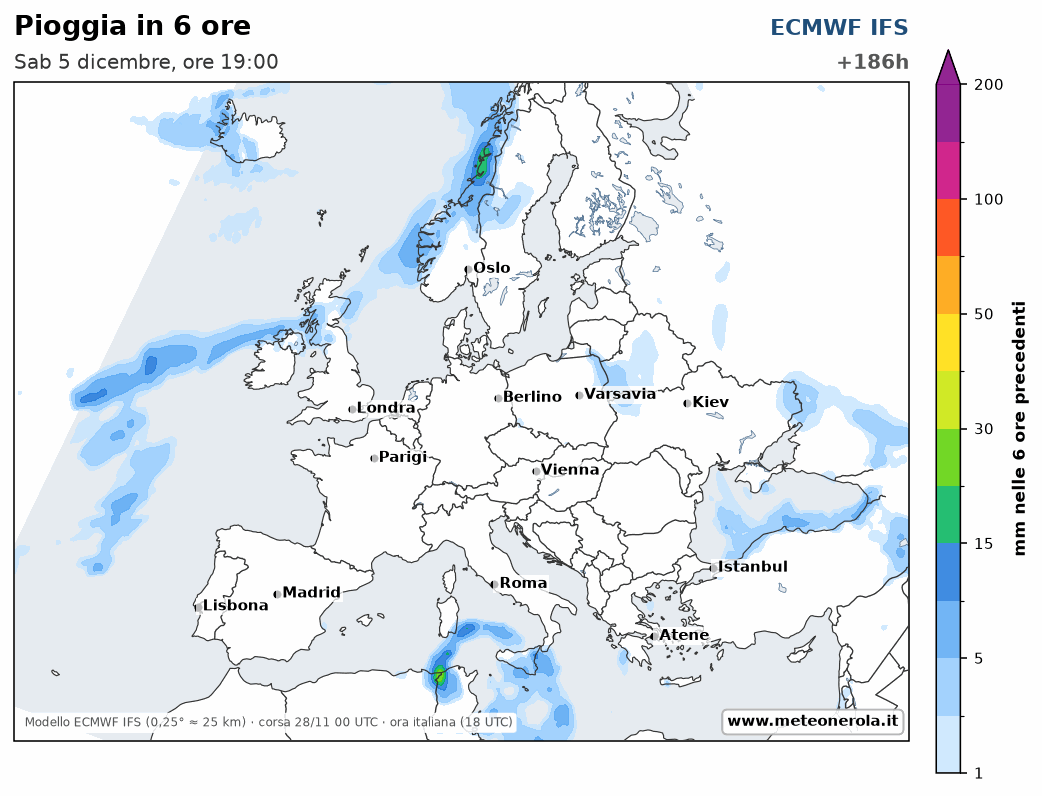 Pioggia in 6 ore
ECMWF IFS
Sab 5 dicembre, ore 19:00
+186h
200
100
50
30
15
5
1
mm nelle 6 ore precedenti
Oslo
Berlino
Varsavia
Kiev
Londra
Parigi
Vienna
Istanbul
Roma
Madrid
Lisbona
Atene
Modello ECMWF IFS (0,25° ≈ 25 km) · corsa 28/11 00 UTC · ora italiana (18 UTC)
www.meteonerola.it